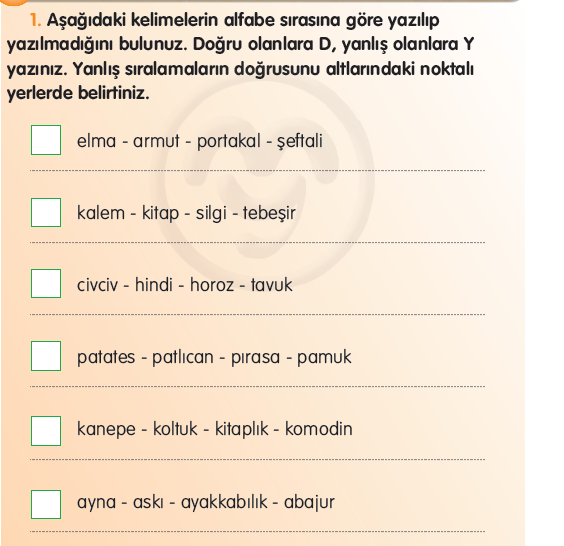 1. Aşağıdaki kelimelerin alfabe sırasına göre yazılıp
yazılmadığını bulunuz. Doğru olanlara D, yanlış olanlara Y
yazınız. Yanlış sıralamaların doğrusunu altlarındaki noktalı
yerlerde belirtiniz.
elma - armut - portakal - şeftali
kalem - kitap - silgi - tebeşir
civciv - hindi - horoz - tavuk
patates - patlıcan - pırasa - pamuk
kanepe - koltuk - kitaplık - komodin
ayna - askı - ayakkabılık - abajur